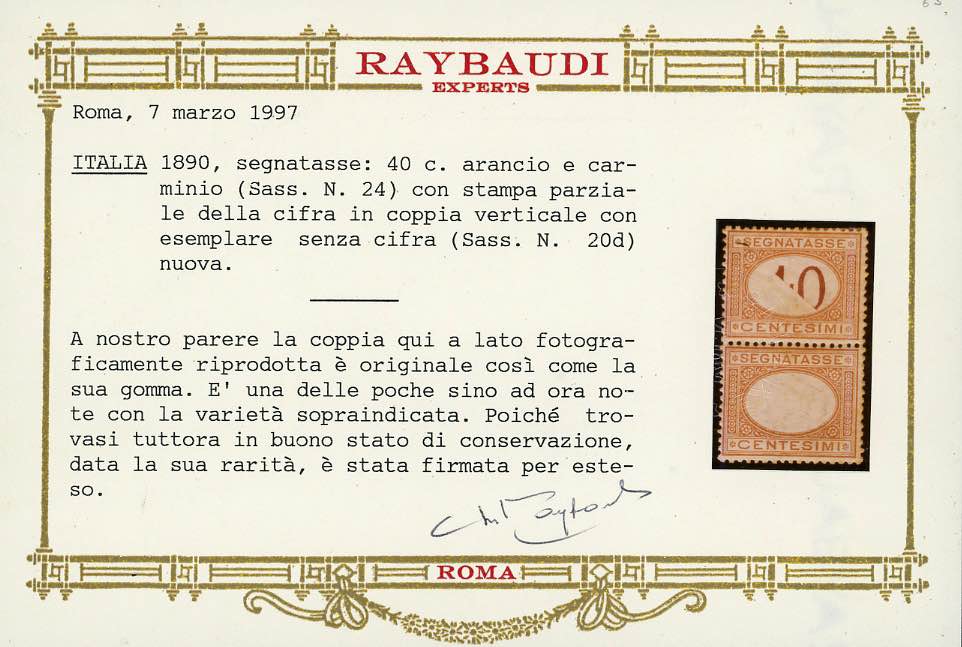 RAYBAUDI
EXPERTS
Roma, 7 marzo 1997
ITALIA 1890, segnatasse: 40 c. arancio e car-
minio (Sass. N. 24) con stampa parzia-
le della cifra in coppia verticale con
esemplare senza cifra (Sass. N. 20d)
nuova.
A nostro parere la coppia qui a lato fotogra-
ficamente riprodotta è originale così come la
sua gomma. E' una delle poche sino ad ora no-
te con la varietà sopraindicata. Poiché tro-
vasi tuttora in buono stato di conservazione,
data la sua rarità, è stata firmata per este-
so.
SEGNATASSE
40
CENTESIMI
SEGNATASSE
CENTESIMI
ROMA